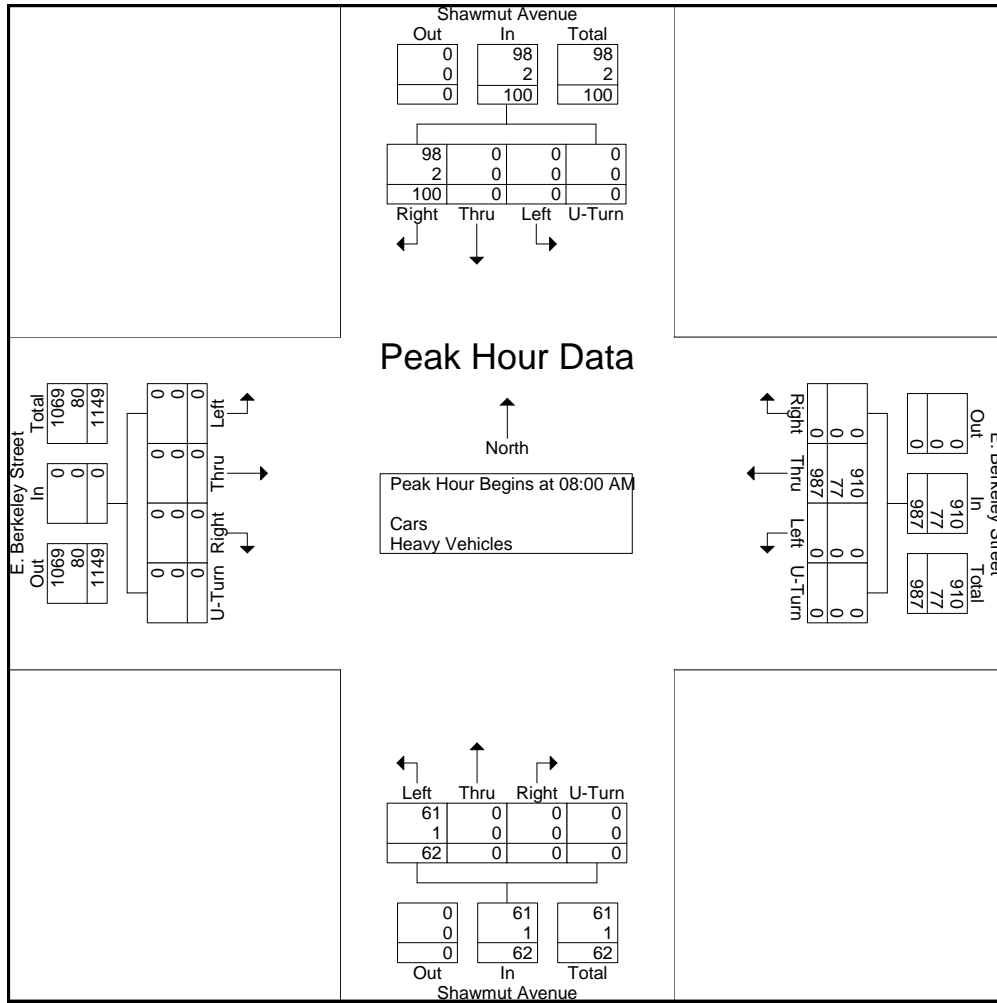 Shawmut Avenue
Out In Total
0 98 98
0 2 2
0 100 100
98 0 0 0
2 0 0 0
100 0 0 0
Right Thru Left U-Turn
Peak Hour Data
North
Peak Hour Begins at 08:00 AM
Cars
Heavy Vehicles
E. Berkeley Street
Out In Total
1069 0 1069
80 0 80
1149 0 1149
0 0 0 0
0 0 0 0
0 0 0 0
U-Turn Right Thru Left
E. Berkeley Street
Out In Total
0 910 910
0 77 77
0 987 987
0 910 0 0
0 77 0 0
0 987 0 0
Right Thru Left U-Turn
Left Thru Right U-Turn
61 0 0 0
1 0 0 0
62 0 0 0
0 61 61
0 1 1
0 62 62
Out In Total
Shawmut Avenue